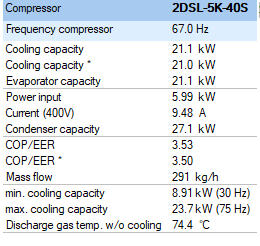 Compressor 2DSL-5K-40S
Frequency compressor 67.0 Hz
Cooling capacity 21.1 kW
Cooling capacity * 21.0 kW
Evaporator capacity 21.1 kW
Power input 5.99 kW
Current (400V) 9.48 A
Condenser capacity 27.1 kW
COP/EER 3.53
COP/EER * 3.50
Mass flow 291 kg/h
min. cooling capacity 8.91 kW (30 Hz)
max. cooling capacity 23.7 kW (75 Hz)
Discharge gas temp. w/o cooling 74.4 °C